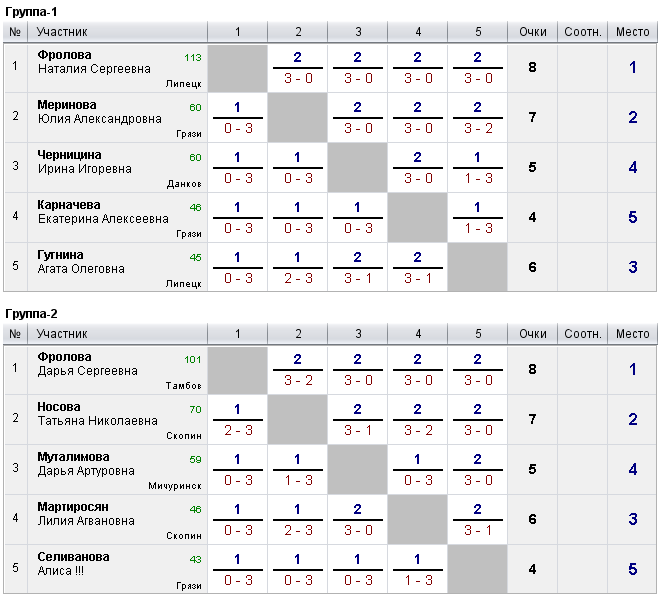 Группа-1
№ Участник 1 2 3 4 5 Очки Соотн. Место
1 Фролова 113 2 2 2 2 8 1
Наталия Сергеевна 3 - 0 3 - 0 3 - 0 3 - 0
Липецк
2 Меринова 60 1 2 2 2 7 2
Юлия Александровна 0 - 3 3 - 0 3 - 0 3 - 2
Грязи
3 Черницина 60 1 1 2 1 5 4
Ирина Игоревна 0 - 3 0 - 3 3 - 0 1 - 3
Данков
4 Карначева 46 1 1 1 1 4 5
Екатерина Алексеевна 0 - 3 0 - 3 0 - 3 1 - 3
Грязи
5 Гугнина 45 1 1 2 2 6 3
Агата Олеговна 0 - 3 2 - 3 3 - 1 3 - 1
Липецк
Группа-2
№ Участник 1 2 3 4 5 Очки Соотн. Место
1 Фролова 101 2 2 2 2 8 1
Дарья Сергеевна 3 - 2 3 - 0 3 - 0 3 - 0
Тамбов
2 Носова 70 1 2 2 2 7 2
Татьяна Николаевна 2 - 3 3 - 1 3 - 2 3 - 0
Скопин
3 Муталимова 59 1 1 1 2 5 4
Дарья Артуровна 0 - 3 1 - 3 0 - 3 3 - 0
Мичуринск
4 Мартиросян 46 1 1 2 2 6 3
Лилия Агвановна 0 - 3 2 - 3 3 - 0 3 - 1
Скопин
5 Селиванова 43 1 1 1 1 4 5
Алиса !!! 0 - 3 0 - 3 0 - 3 1 - 3
Грязи